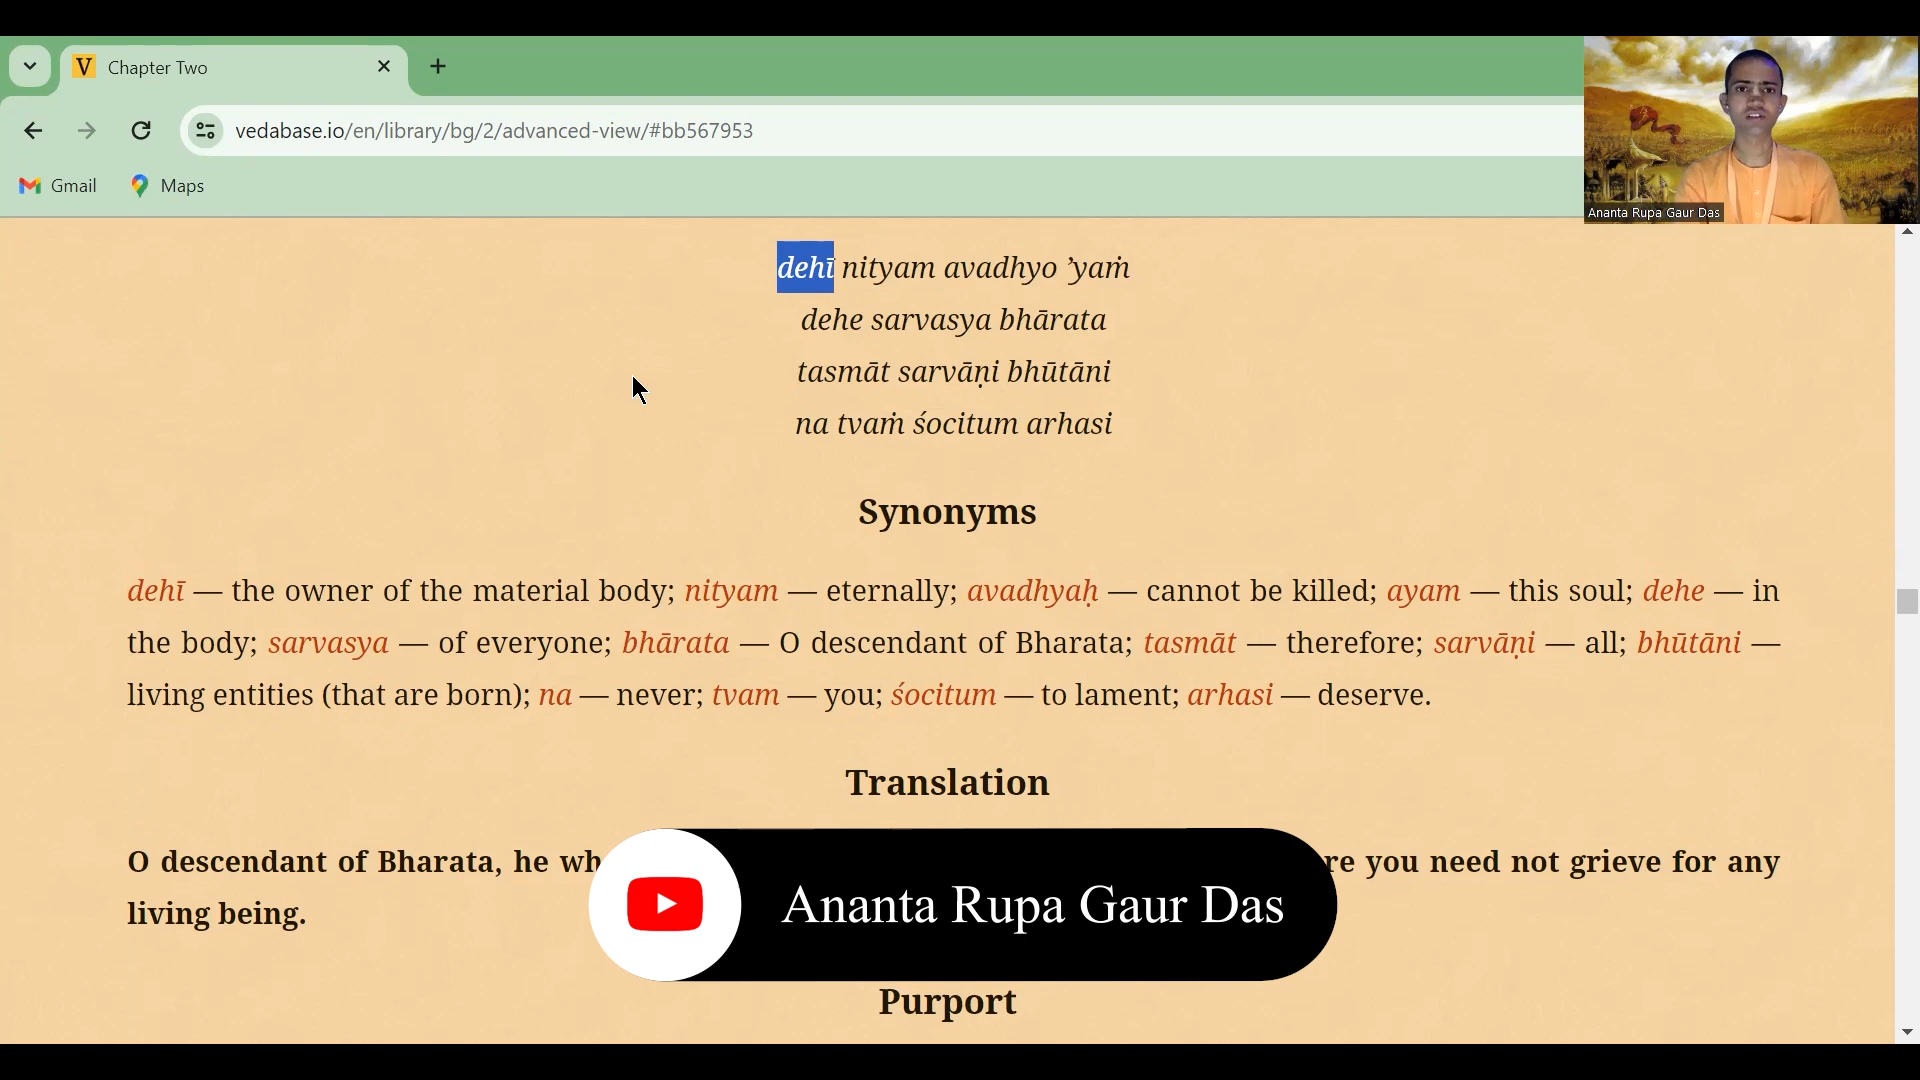 Chapter Two
vedabase.io/en/library/bg/2/advanced-view/#bb567953
Gmail
Maps
Ananta Rupa Gaur Das
dehī nityam avadhyo ’yaṁ
dehe sarvasya bhārata
tasmāt sarvāṇi bhūtāni
na tvaṁ śocitum arhasi
Synonyms
dehī — the owner of the material body; nityam — eternally; avadhyaḥ — cannot be killed; ayam — this soul; dehe — in
the body; sarvasya — of everyone; bhārata — O descendant of Bharata; tasmāt — therefore; sarvāṇi — all; bhūtāni —
living entities (that are born); na — never; tvam — you; śocitum — to lament; arhasi — deserve.
Translation
O descendant of Bharata, he you need not grieve for any
living being.
Ananta Rupa Gaur Das
Purport